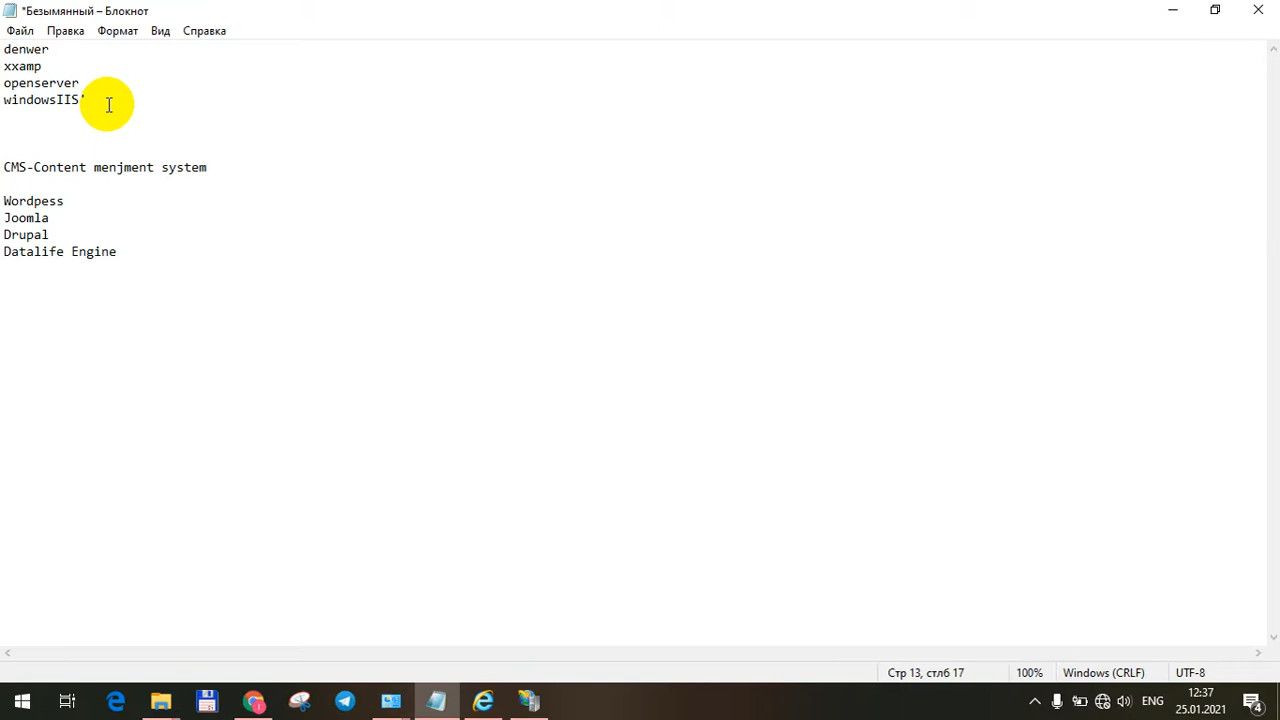 *Безымянный – Блокнот
Файл Правка Формат Вид Справка
denwer
xxamp
openserver
windowsIIS'
CMS-Content menjment system
Wordpess
Joomla
Drupal
Datalife Engine
Стр 13, стлб 17 100% Windows (CRLF) UTF-8
ENG 12:37
25.01.2021
4